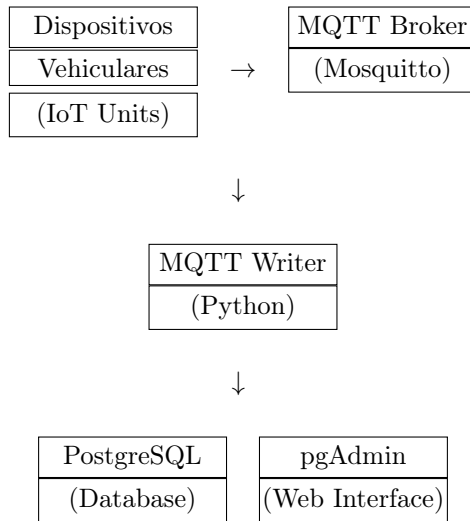 Dispositivos MQTT Broker
Vehiculares → (Mosquitto)
(IoT Units)
↓
MQTT Writer
(Python)
↓
PostgreSQL pgAdmin
(Database) (Web Interface)